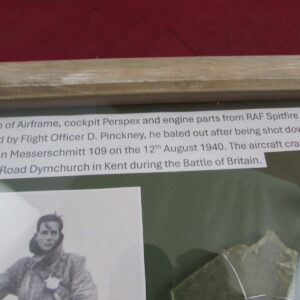 of Airframe, cockpit Perspex and engine parts from RAF Spitfire
by Flight Officer D. Pinckney, he baled out after being shot
Messerschmitt 109 on the 12th August 1940. The aircraft
Road Dymchurch in Kent during the Battle of Britain.